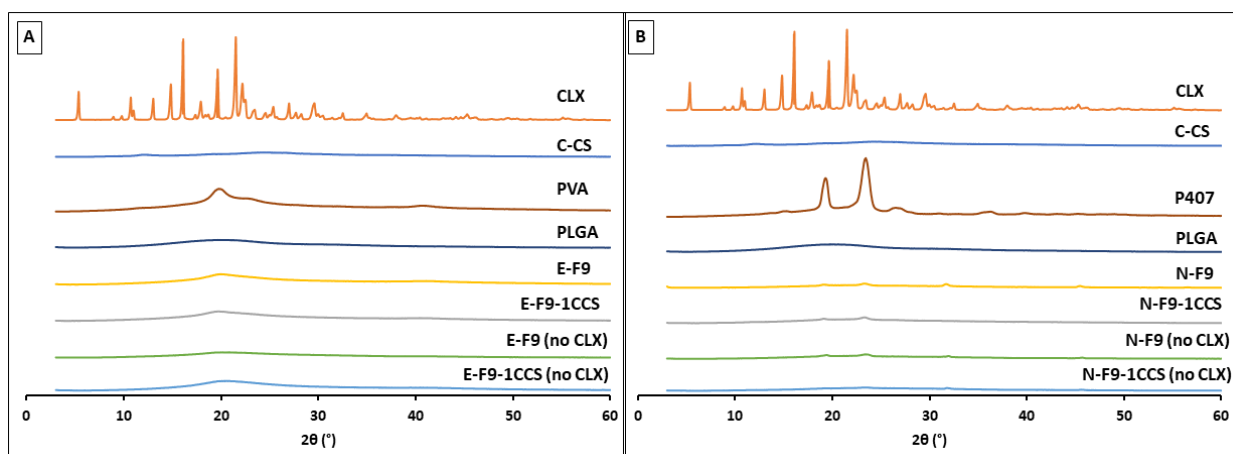 A
CLX
C-CS
PVA
PLGA
E-F9
E-F9-1CCS
E-F9 (no CLX)
E-F9-1CCS (no CLX)
0 10 20 30 40 50 60
2θ (°)
B
CLX
C-CS
P407
PLGA
N-F9
N-F9-1CCS
N-F9 (no CLX)
N-F9-1CCS (no CLX)
0 10 20 30 40 50 60
2θ (°)